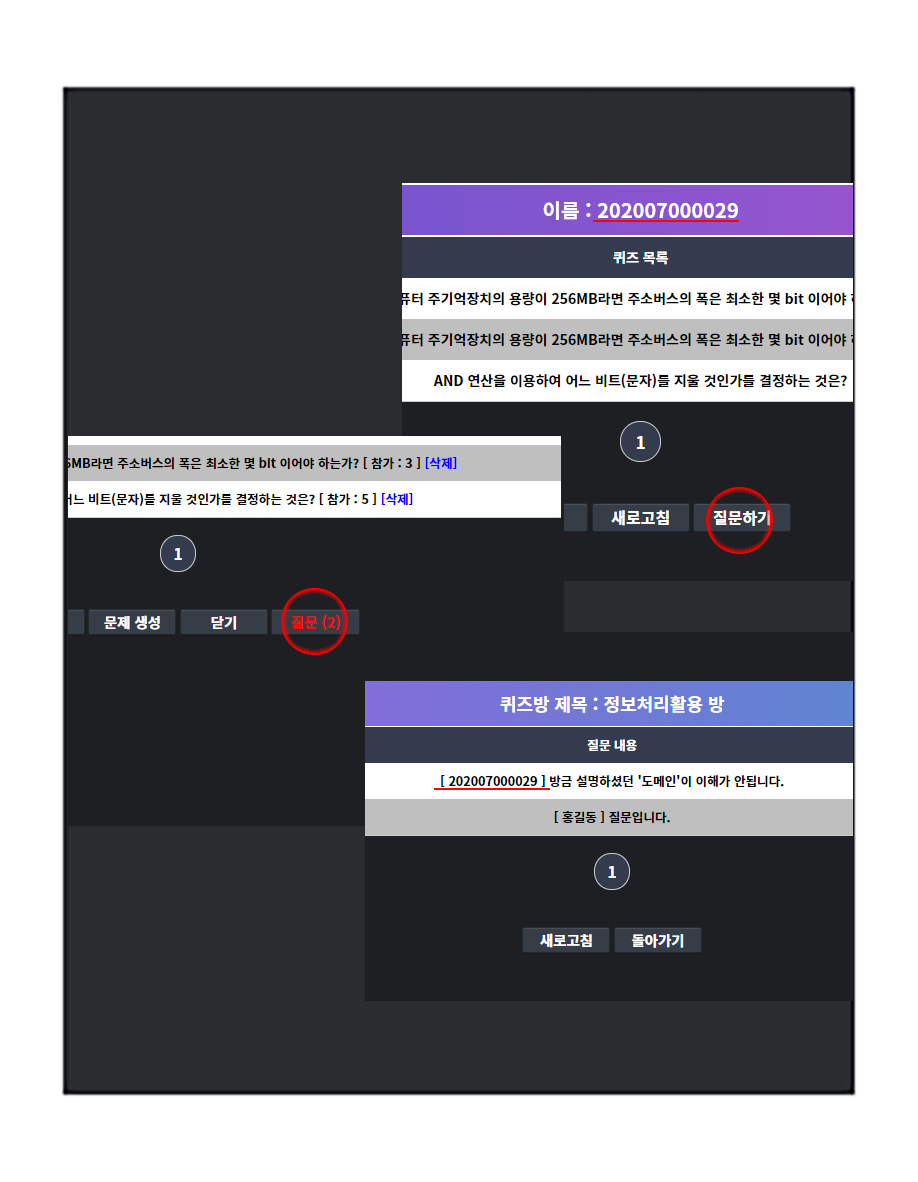 이름 : 202007000029
퀴즈 목록
퓨터 주기억장치의 용량이 256MB라면 주소버스의 폭은 최소한 몇 bit 이어야
퓨터 주기억장치의 용량이 256MB라면 주소버스의 폭은 최소한 몇 bit 이어야
AND 연산을 이용하여 어느 비트(문자)를 지울 것인가를 결정하는 것은?
1
새로고침 질문하기
6MB라면 주소버스의 폭은 최소한 몇 bit 이어야 하는가? [ 참가 : 3 ] [삭제]
어느 비트(문자)를 지울 것인가를 결정하는 것은? [ 참가 : 5 ] [삭제]
1
문제 생성 닫기 질문 (2)
퀴즈방 제목 : 정보처리활용 방
질문 내용
[ 202007000029 ] 방금 설명하셨던 '도메인'이 이해가 안됩니다.
[ 홍길동 ] 질문입니다.
1
새로고침 돌아가기